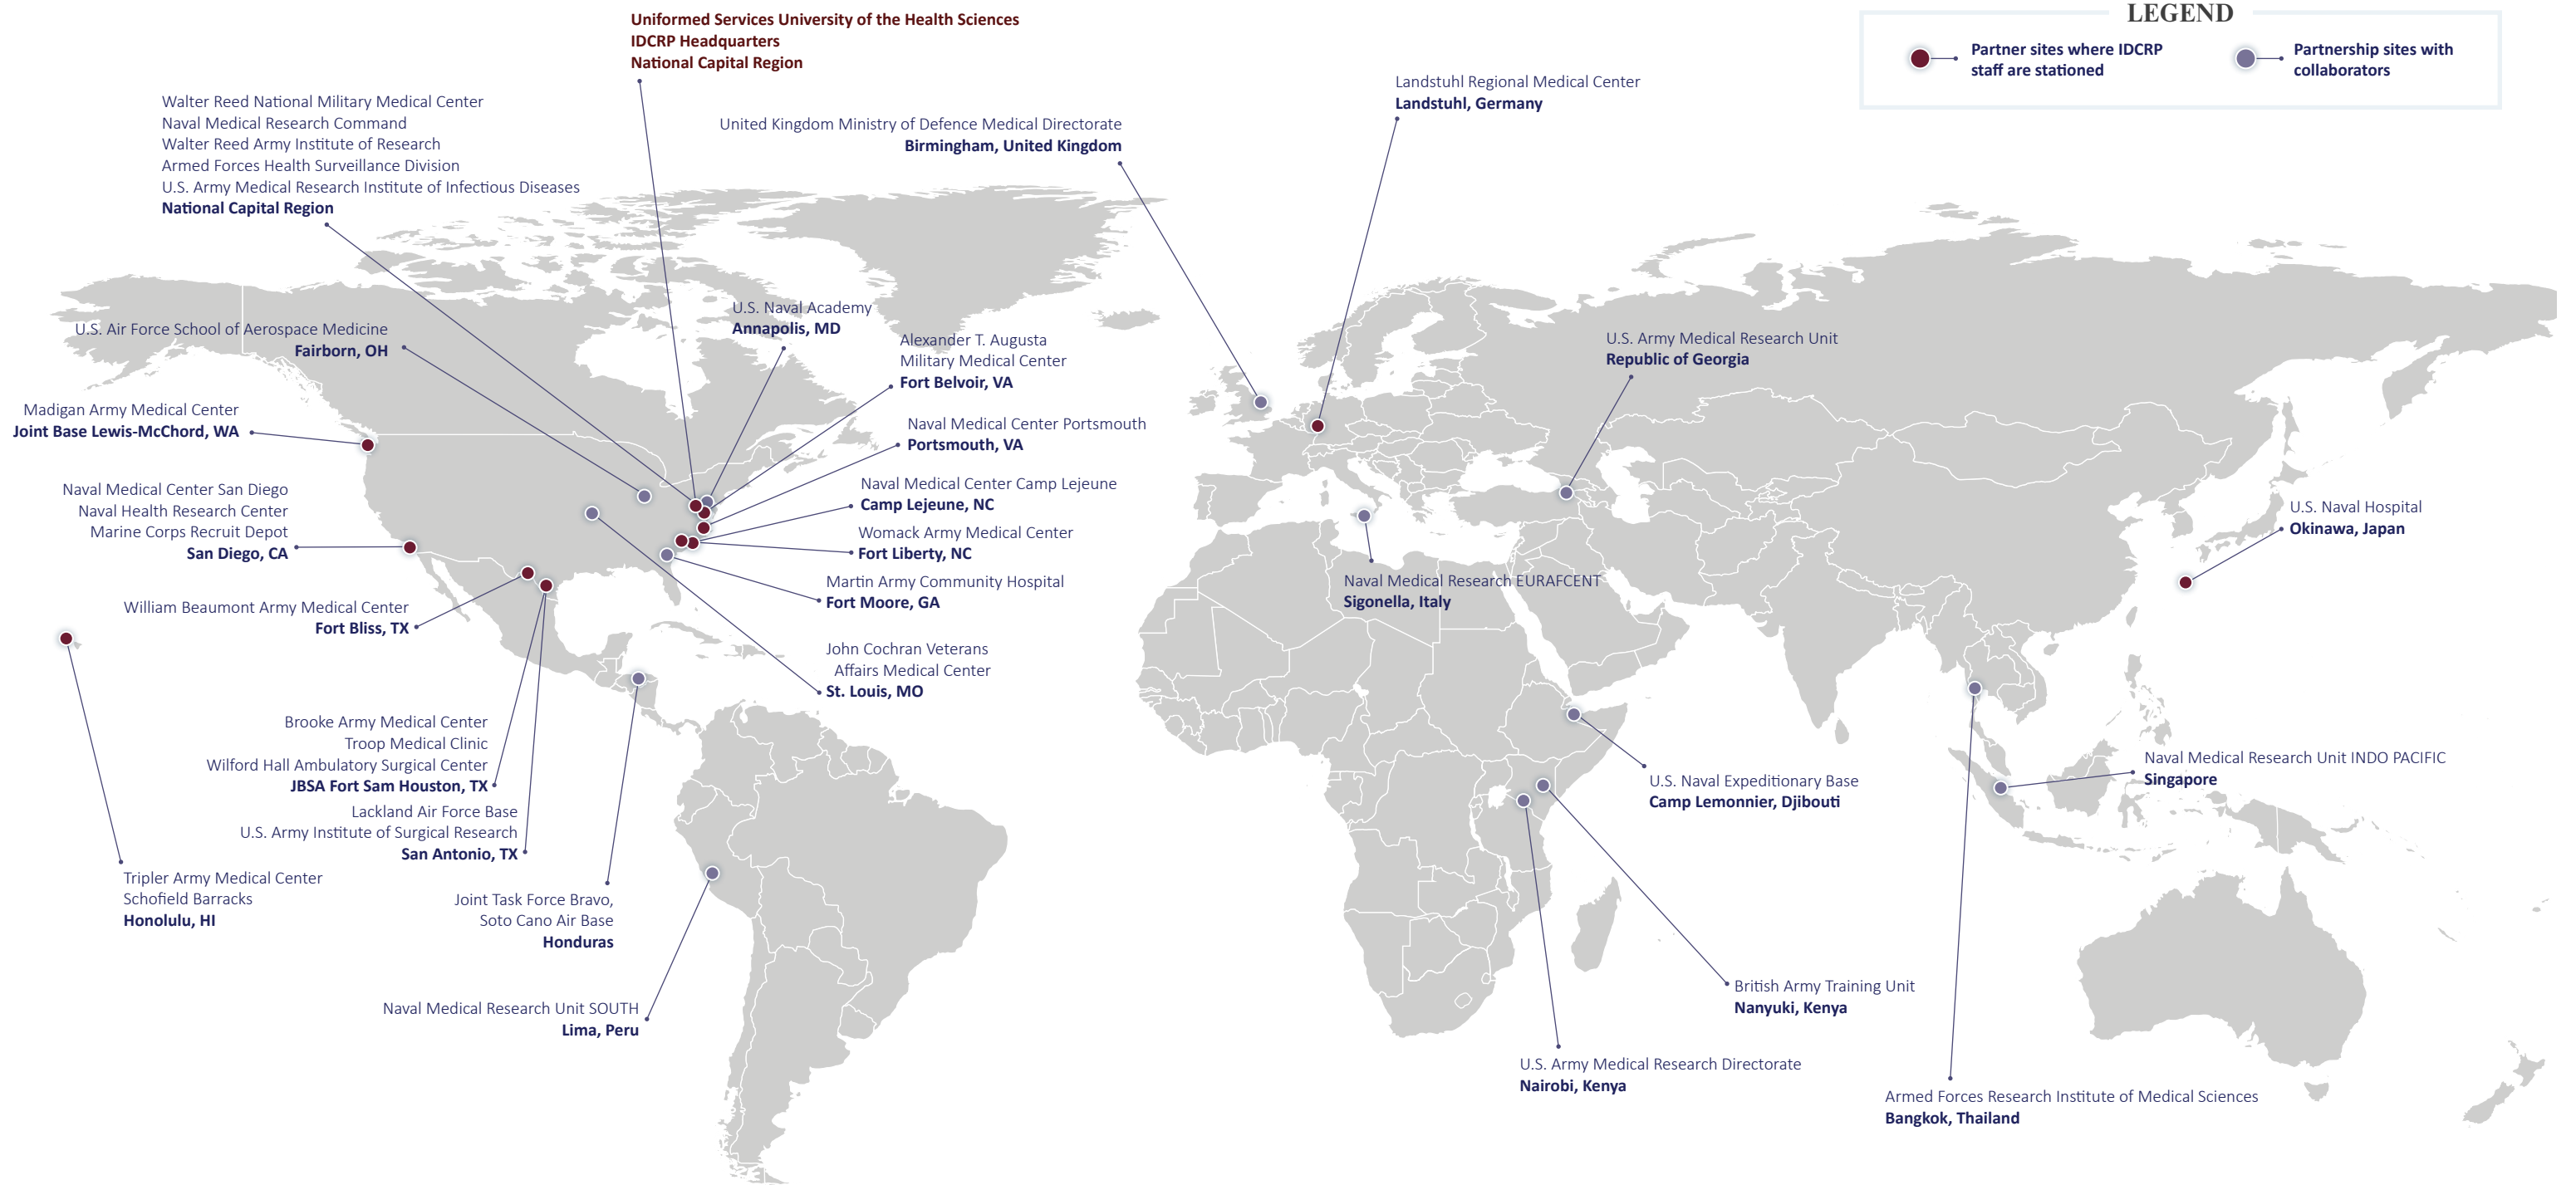 Uniformed Services University of the Health Sciences
IDCRP Headquarters
National Capital Region
LEGEND
Partner sites where IDCRP
staff are stationed
Partnership sites with
collaborators
Walter Reed National Military Medical Center
Naval Medical Research Command
Walter Reed Army Institute of Research
Armed Forces Health Surveillance Division
U.S. Army Medical Research Institute of Infectious Diseases
National Capital Region
United Kingdom Ministry of Defence Medical Directorate
Birmingham, United Kingdom
Landstuhl Regional Medical Center
Landstuhl, Germany
U.S. Air Force School of Aerospace Medicine
Fairborn, OH
U.S. Naval Academy
Annapolis, MD
Alexander T. Augusta
Military Medical Center
Fort Belvoir, VA
U.S. Army Medical Research Unit
Republic of Georgia
Madigan Army Medical Center
Joint Base Lewis-McChord, WA
Naval Medical Center Portsmouth
Portsmouth, VA
Naval Medical Center San Diego
Naval Health Research Center
Marine Corps Recruit Depot
San Diego, CA
Naval Medical Center Camp Lejeune
Camp Lejeune, NC
Womack Army Medical Center
Fort Liberty, NC
U.S. Naval Hospital
Okinawa, Japan
Martin Army Community Hospital
Fort Moore, GA
Naval Medical Research EURAFCENT
Sigonella, Italy
William Beaumont Army Medical Center
Fort Bliss, TX
John Cochran Veterans
Affairs Medical Center
St. Louis, MO
Brooke Army Medical Center
Troop Medical Clinic
Wilford Hall Ambulatory Surgical Center
JBSA Fort Sam Houston, TX
Lackland Air Force Base
U.S. Army Institute of Surgical Research
San Antonio, TX
Naval Medical Research Unit INDO PACIFIC
Singapore
U.S. Naval Expeditionary Base
Camp Lemonnier, Djibouti
Tripler Army Medical Center
Schofield Barracks
Honolulu, HI
Joint Task Force Bravo,
Soto Cano Air Base
Honduras
Naval Medical Research Unit SOUTH
Lima, Peru
British Army Training Unit
Nanyuki, Kenya
U.S. Army Medical Research Directorate
Nairobi, Kenya
Armed Forces Research Institute of Medical Sciences
Bangkok, Thailand